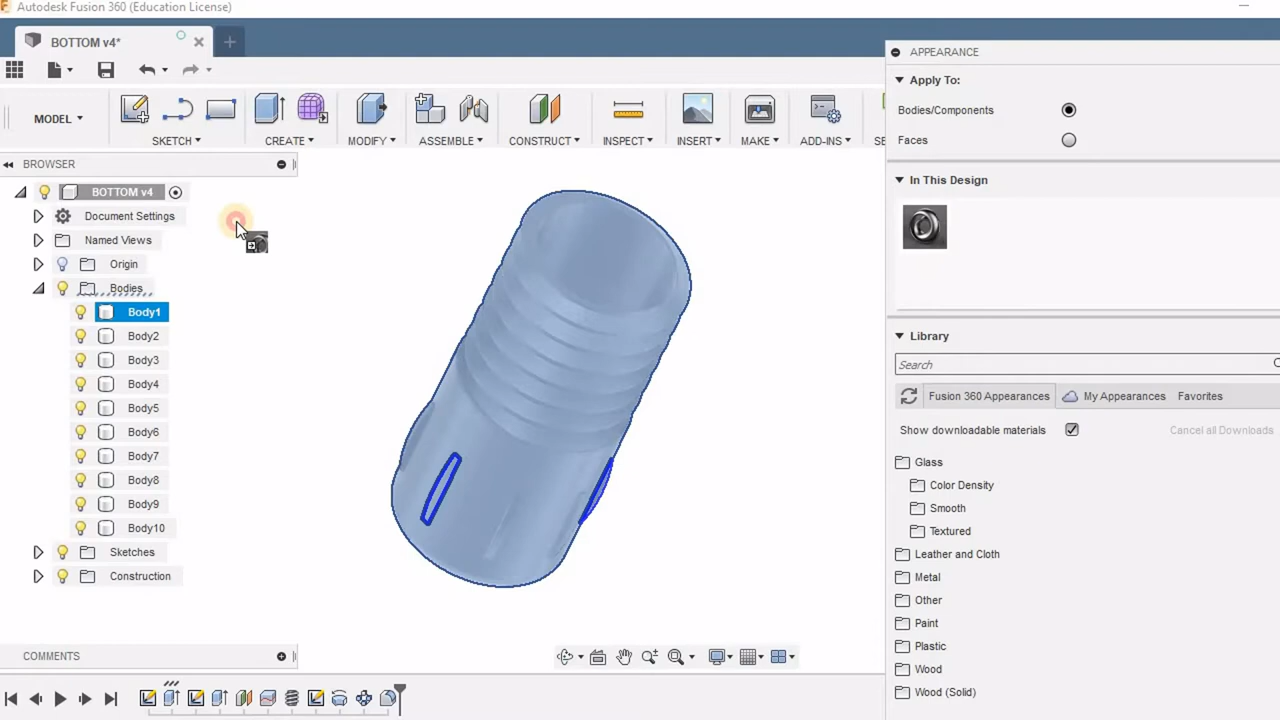 Autodesk Fusion 360 (Education License)
BOTTOM v4*
MODEL
SKETCH
CREATE
MODIFY
ASSEMBLE
CONSTRUCT
INSPECT
INSERT
MAKE
ADD-INS
SE
BROWSER
BOTTOM v4
Document Settings
Named Views
Origin
Bodies
Body1
Body2
Body3
Body4
Body5
Body6
Body7
Body8
Body9
Body10
Sketches
Construction
COMMENTS
APPEARANCE
Apply To:
Bodies/Components
Faces
In This Design
Library
Search
Fusion 360 Appearances My Appearances Favorites
Show downloadable materials Cancel all Downloads
Glass
Color Density
Smooth
Textured
Leather and Cloth
Metal
Other
Paint
Plastic
Wood
Wood (Solid)